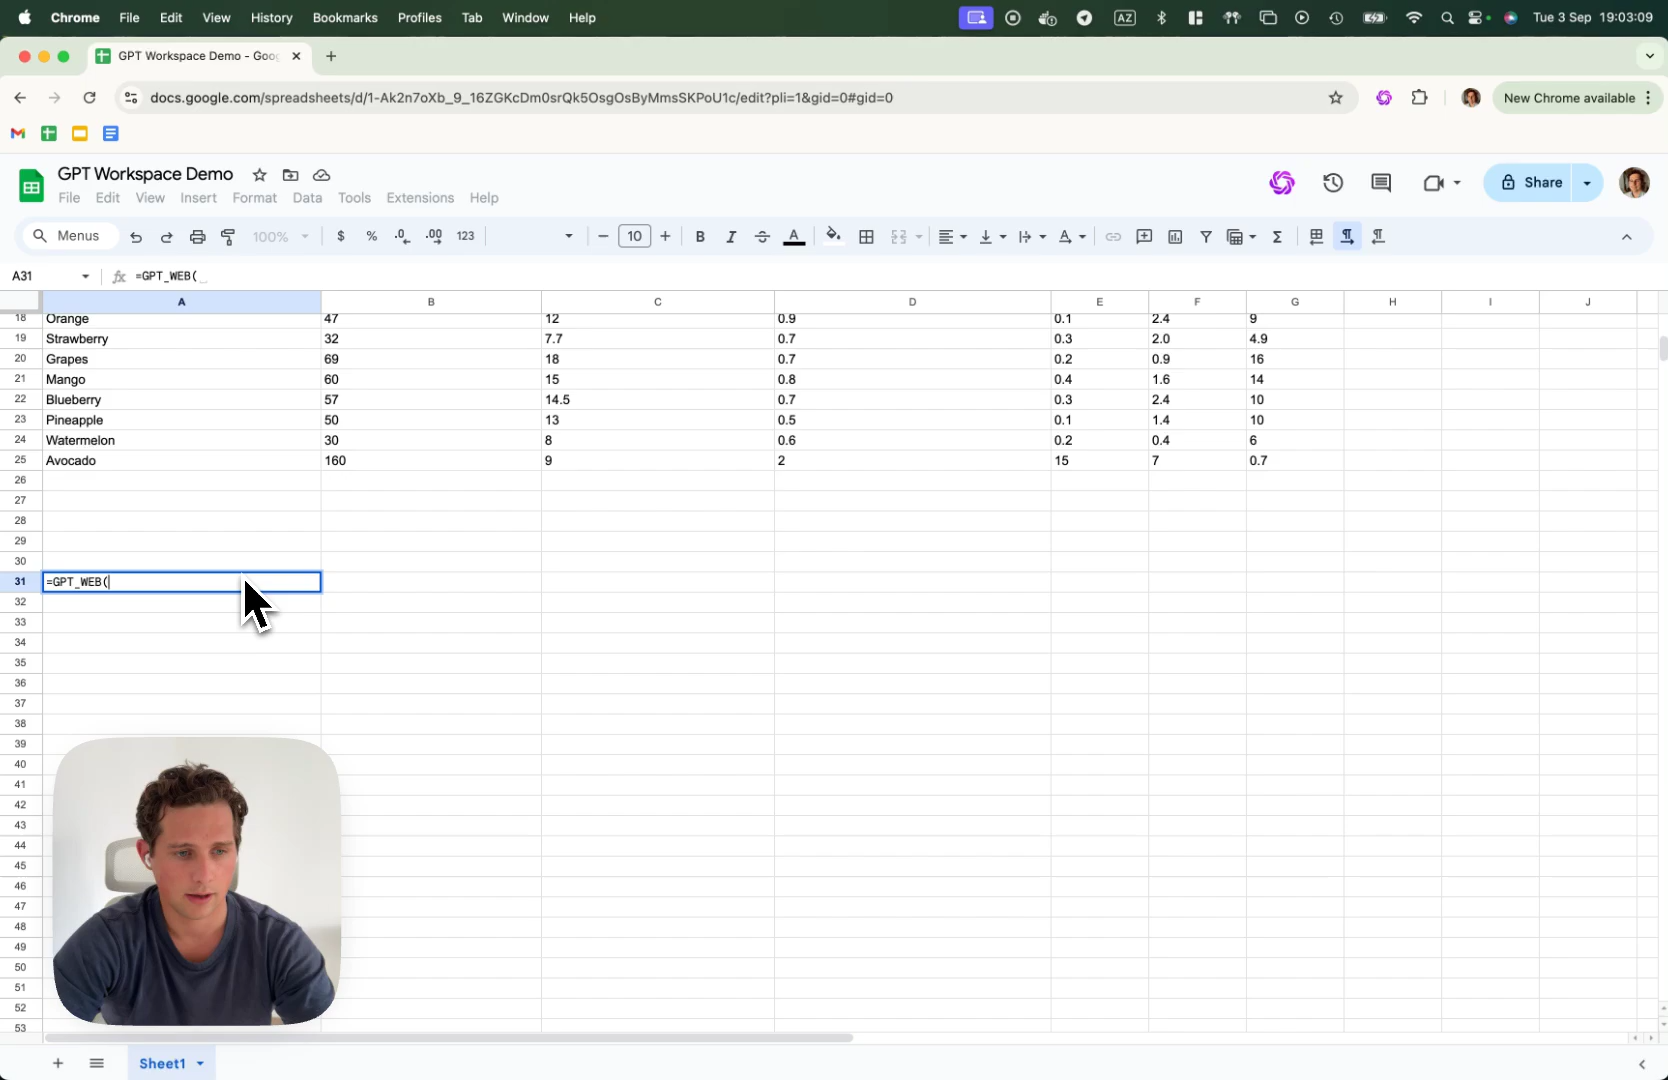 Chrome File Edit View History Bookmarks Profiles Tab Window Help AZ Tue 3 Sep 19:03:09
GPT Workspace Demo - Goo
docs.google.com/spreadsheets/d/1-Ak2n7oXb_9_16ZGKcDm0srQk5OsgOsByMmsSKPoU1c/edit?pli=1&gid=0#gid=0 New Chrome available
GPT Workspace Demo
File Edit View Insert Format Data Tools Extensions Help
Share
Menus 100% $ % .0 .00 123 10 B I S A
A31 fx =GPT_WEB(
A B C D E F G H I J
18 Orange 47 12 0.9 0.1 2.4 9
19 Strawberry 32 7.7 0.7 0.3 2.0 4.9
20 Grapes 69 18 0.7 0.2 0.9 16
21 Mango 60 15 0.8 0.4 1.6 14
22 Blueberry 57 14.5 0.7 0.3 2.4 10
23 Pineapple 50 13 0.5 0.1 1.4 10
24 Watermelon 30 8 0.6 0.2 0.4 6
25 Avocado 160 9 2 15 7 0.7
26
27
28
29
30
31 =GPT_WEB(
32
33
34
35
36
37
38
39
40
41
42
43
44
45
46
47
48
49
50
51
52
53
Sheet1